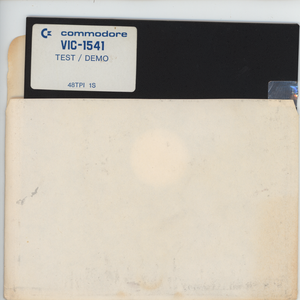 commodore
VIC-1541
TEST / DEMO
48TPI 1S